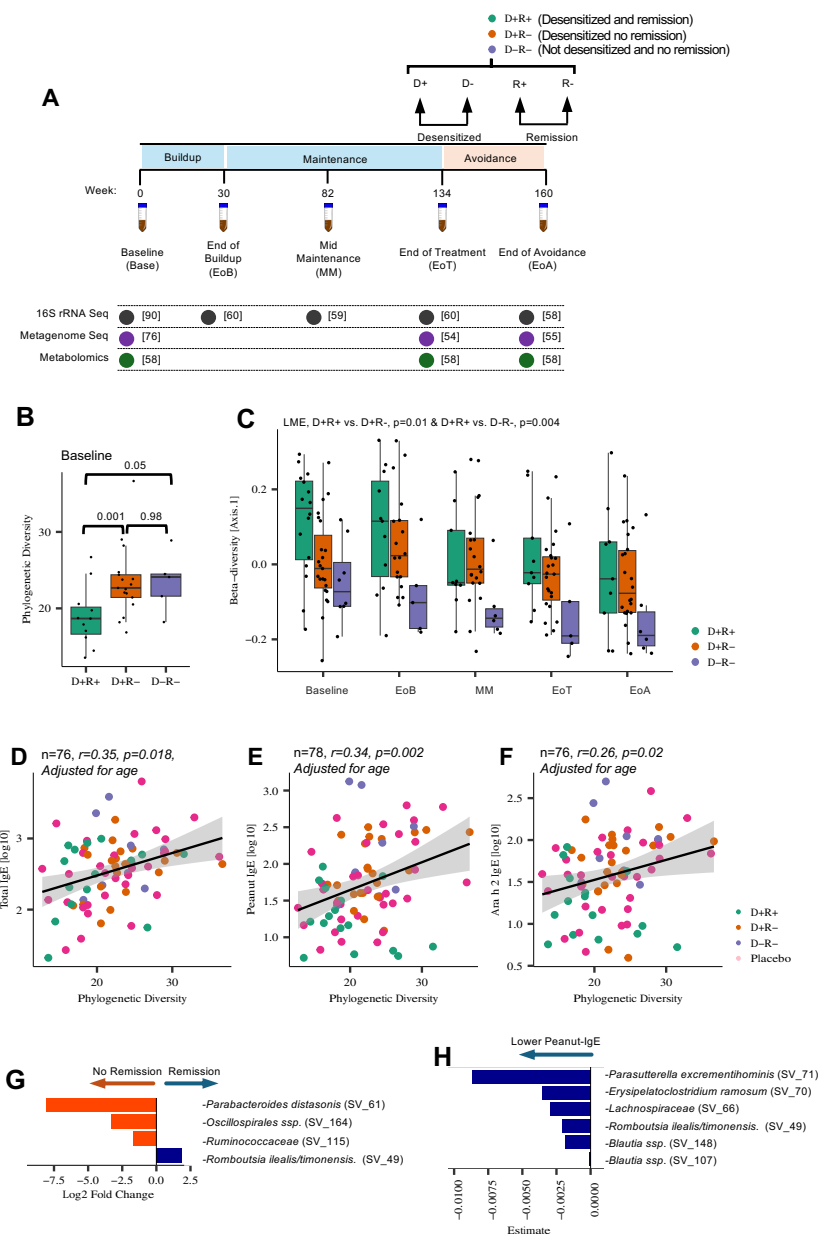 D+R+ (Desensitized and remission)
D+R− (Desensitized no remission)
D−R− (Not desensitized and no remission)
A
D+ D- R+ R-
Desensitized Remission
Buildup Maintenance Avoidance
Week: 0 30 82 134 160
Baseline (Base)
End of Buildup (EoB)
Mid Maintenance (MM)
End of Treatment (EoT)
End of Avoidance (EoA)
16S rRNA Seq [90] [60] [59] [60] [58]
Metagenome Seq [76] [54] [55]
Metabolomics [58] [58] [58]
B
Baseline
0.05
0.001 0.98
Phylogenetic Diversity
30
20
D+R+ D+R− D−R−
C
LME, D+R+ vs. D+R-, p=0.01 & D+R+ vs. D-R-, p=0.004
Beta−diversity [Axis.1]
0.2
0.0
−0.2
Baseline EoB MM EoT EoA
D+R+
D+R−
D−R−
D
n=76, r=0.35, p=0.018,
Adjusted for age
Total IgE [log10]
3
2
20 30
Phylogenetic Diversity
E
n=78, r=0.34, p=0.002
Adjusted for age
Peanut IgE [log10]
3.0
2.5
2.0
1.5
1.0
20 30
Phylogenetic Diversity
F
n=76, r=0.26, p=0.02
Adjusted for age
Ara h 2 IgE [log10]
2.5
2.0
1.5
1.0
0.5
20 30
Phylogenetic Diversity
D+R+
D+R−
D−R−
Placebo
G
No Remission Remission
-Parabacteroides distasonis (SV_61)
-Oscillospirales ssp. (SV_164)
-Ruminococcaceae (SV_115)
-Romboutsia ilealis/timonensis. (SV_49)
−7.5 −5.0 −2.5 0.0 2.5
Log2 Fold Change
H
Lower Peanut-IgE
-Parasutterella excrementihominis (SV_71)
-Erysipelatoclostridium ramosum (SV_70)
-Lachnospiraceae (SV_66)
-Romboutsia ilealis/timonensis. (SV_49)
-Blautia ssp. (SV_148)
-Blautia ssp. (SV_107)
−0.0100 −0.0075 −0.0050 −0.0025 0.0000
Estimate